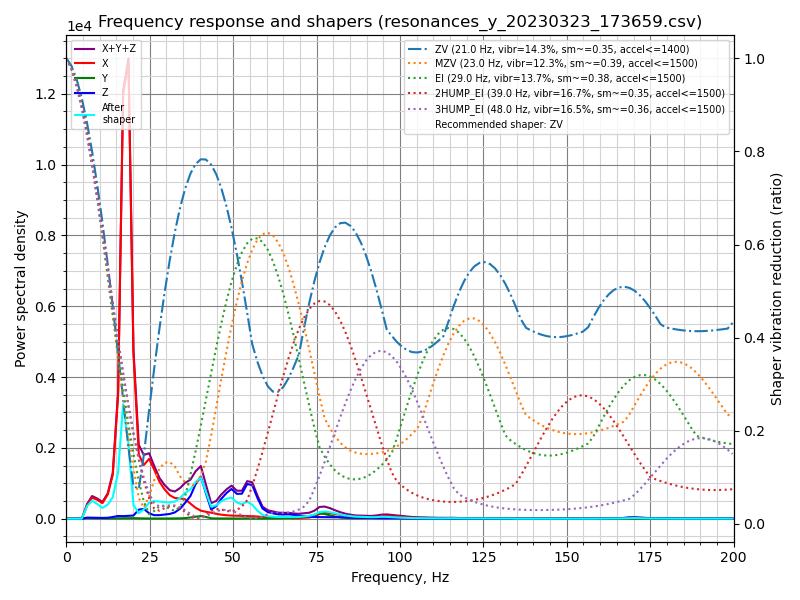 Frequency response and shapers (resonances_y_20230323_173659.csv)
1e4
X+Y+Z
X
Y
Z
After
shaper
ZV (21.0 Hz, vibr=14.3%, sm~=0.35, accel<=1400)
MZV (23.0 Hz, vibr=12.3%, sm~=0.39, accel<=1500)
EI (29.0 Hz, vibr=13.7%, sm~=0.38, accel<=1500)
2HUMP_EI (39.0 Hz, vibr=16.7%, sm~=0.35, accel<=1500)
3HUMP_EI (48.0 Hz, vibr=16.5%, sm~=0.36, accel<=1500)
Recommended shaper: ZV
Power spectral density
1.2
1.0
0.8
0.6
0.4
0.2
0.0
1.0
0.8
0.6
0.4
0.2
0.0
Shaper vibration reduction (ratio)
0 25 50 75 100 125 150 175 200
Frequency, Hz